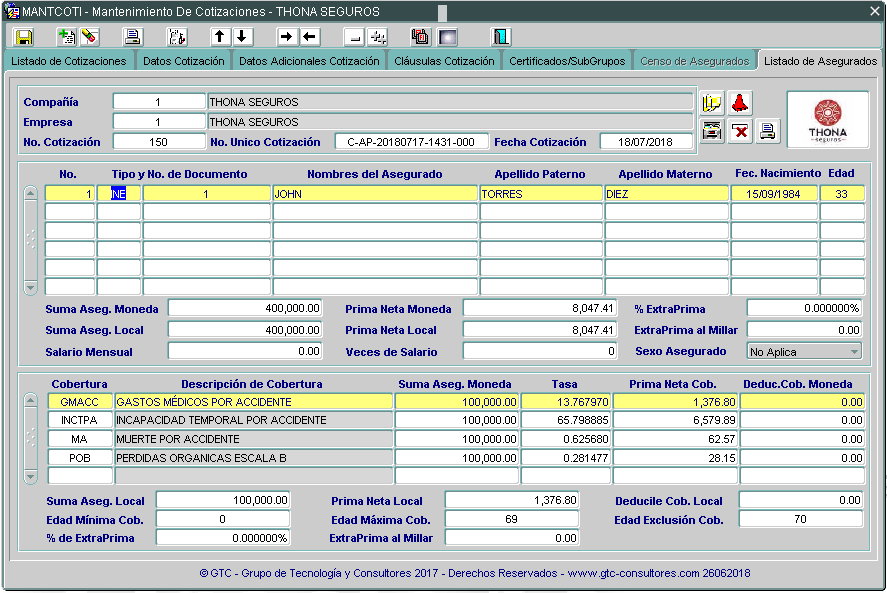 MANTCOTI - Mantenimiento De Cotizaciones - THONA SEGUROS
Listado de Cotizaciones Datos Cotización Datos Adicionales Cotización Cláusulas Cotización Certificados/SubGrupos Censo de Asegurados Listado de Asegurados
Compañía 1 THONA SEGUROS
Empresa 1 THONA SEGUROS
No. Cotización 150 No. Unico Cotización C-AP-20180717-1431-000 Fecha Cotización 18/07/2018
THONA
seguros
No. Tipo y No. de Documento Nombres del Asegurado Apellido Paterno Apellido Materno Fec. Nacimiento Edad
1 NE 1 JOHN TORRES DIEZ 15/09/1984 33
Suma Aseg. Moneda 400,000.00 Prima Neta Moneda 8,047.41 % ExtraPrima 0.000000%
Suma Aseg. Local 400,000.00 Prima Neta Local 8,047.41 ExtraPrima al Millar 0.00
Salario Mensual 0.00 Veces de Salario 0 Sexo Asegurado No Aplica
Cobertura Descripción de Cobertura Suma Aseg. Moneda Tasa Prima Neta Cob. Deduc.Cob. Moneda
GMACC GASTOS MÉDICOS POR ACCIDENTE 100,000.00 13.767970 1,376.80 0.00
INCTPA INCAPACIDAD TEMPORAL POR ACCIDENTE 100,000.00 65.798885 6,579.89 0.00
MA MUERTE POR ACCIDENTE 100,000.00 0.625680 62.57 0.00
POB PERDIDAS ORGANICAS ESCALA B 100,000.00 0.281477 28.15 0.00
Suma Aseg. Local 100,000.00 Prima Neta Local 1,376.80 Deducile Cob. Local 0.00
Edad Mínima Cob. 0 Edad Máxima Cob. 69 Edad Exclusión Cob. 70
% de ExtraPrima 0.000000% ExtraPrima al Millar 0.00
© GTC - Grupo de Tecnología y Consultores 2017 - Derechos Reservados - www.gtc-consultores.com 26062018